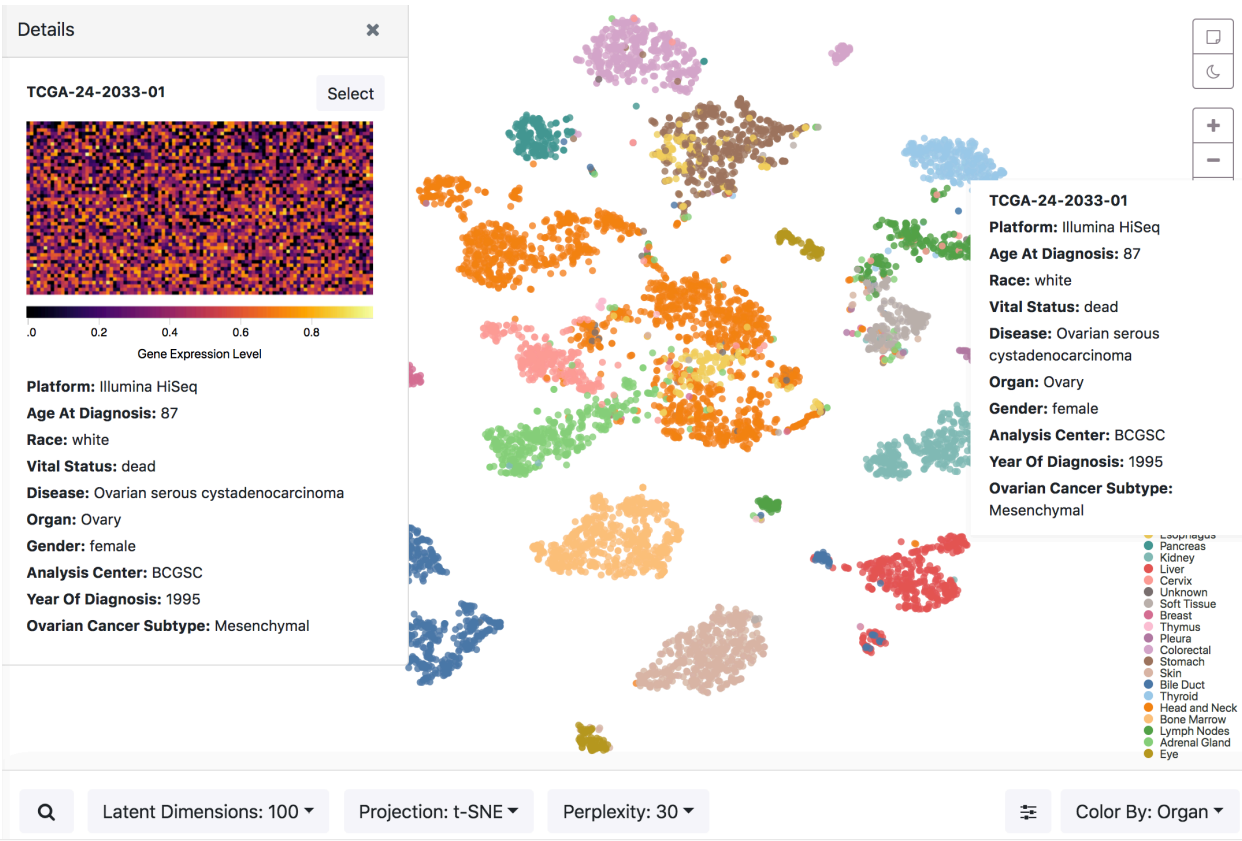 Details
TCGA-24-2033-01
Select
.0 0.2 0.4 0.6 0.8
Gene Expression Level
Platform: Illumina HiSeq
Age At Diagnosis: 87
Race: white
Vital Status: dead
Disease: Ovarian serous cystadenocarcinoma
Organ: Ovary
Gender: female
Analysis Center: BCGSC
Year Of Diagnosis: 1995
Ovarian Cancer Subtype: Mesenchymal
TCGA-24-2033-01
Platform: Illumina HiSeq
Age At Diagnosis: 87
Race: white
Vital Status: dead
Disease: Ovarian serous
cystadenocarcinoma
Organ: Ovary
Gender: female
Analysis Center: BCGSC
Year Of Diagnosis: 1995
Ovarian Cancer Subtype:
Mesenchymal
Esophagus
Pancreas
Kidney
Liver
Cervix
Unknown
Soft Tissue
Breast
Thymus
Pleura
Colorectal
Stomach
Skin
Bile Duct
Thyroid
Head and Neck
Bone Marrow
Lymph Nodes
Adrenal Gland
Eye
Latent Dimensions: 100
Projection: t-SNE
Perplexity: 30
Color By: Organ